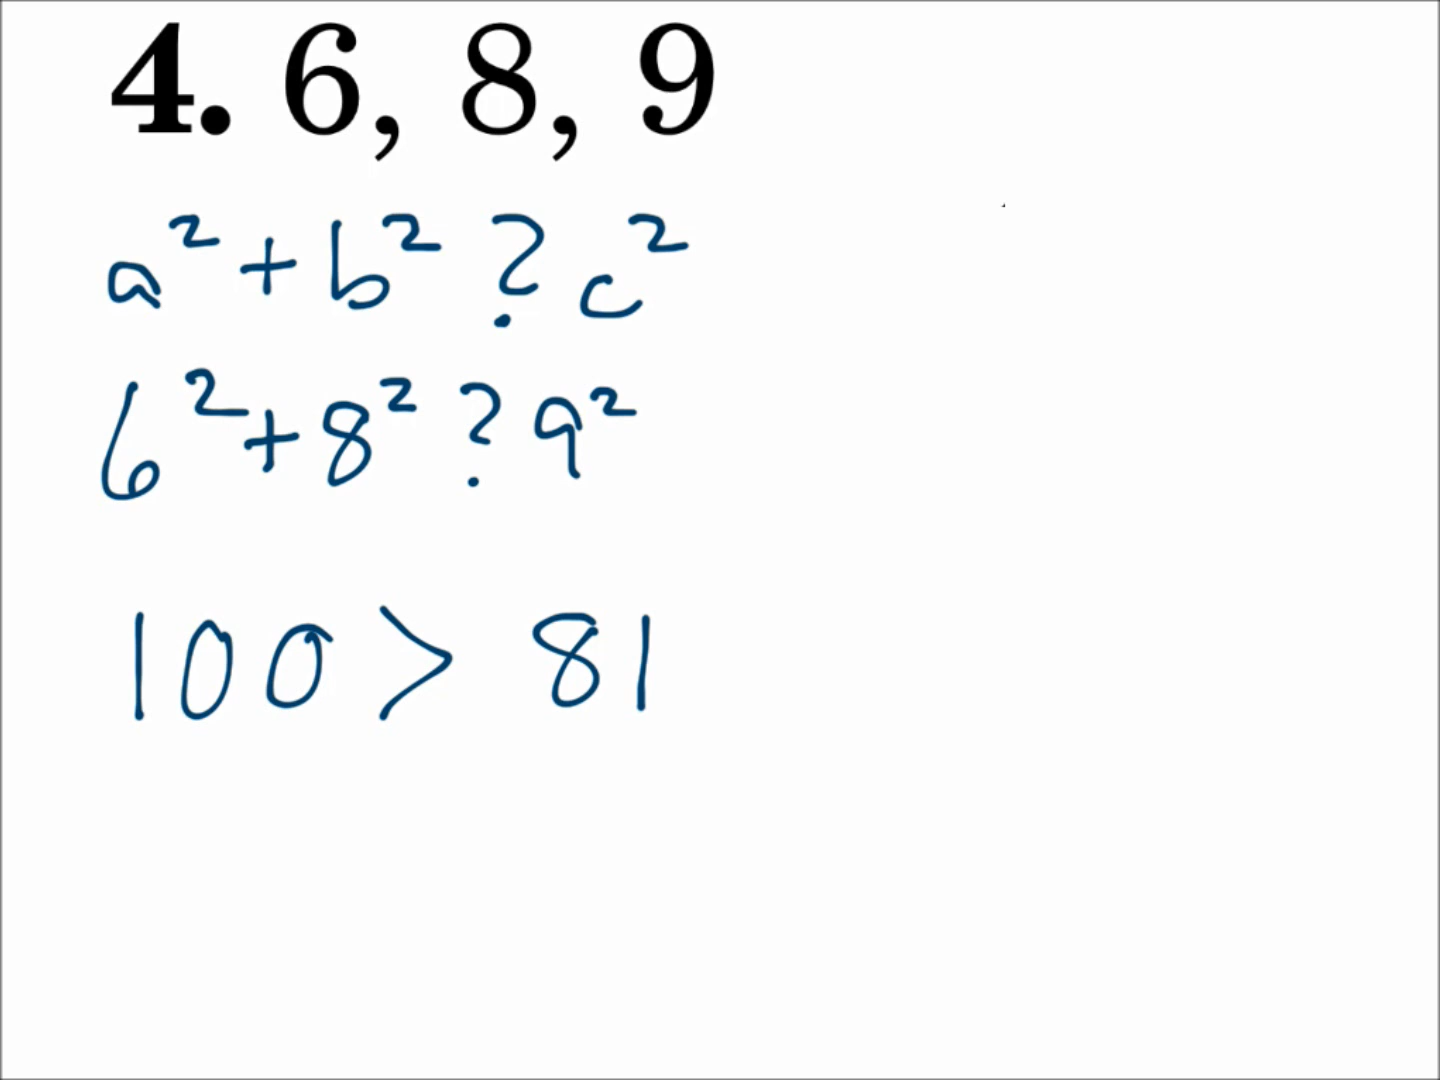 4. 6, 8, 9
a² + b² ? c²
6² + 8² ? 9²
100 > 81